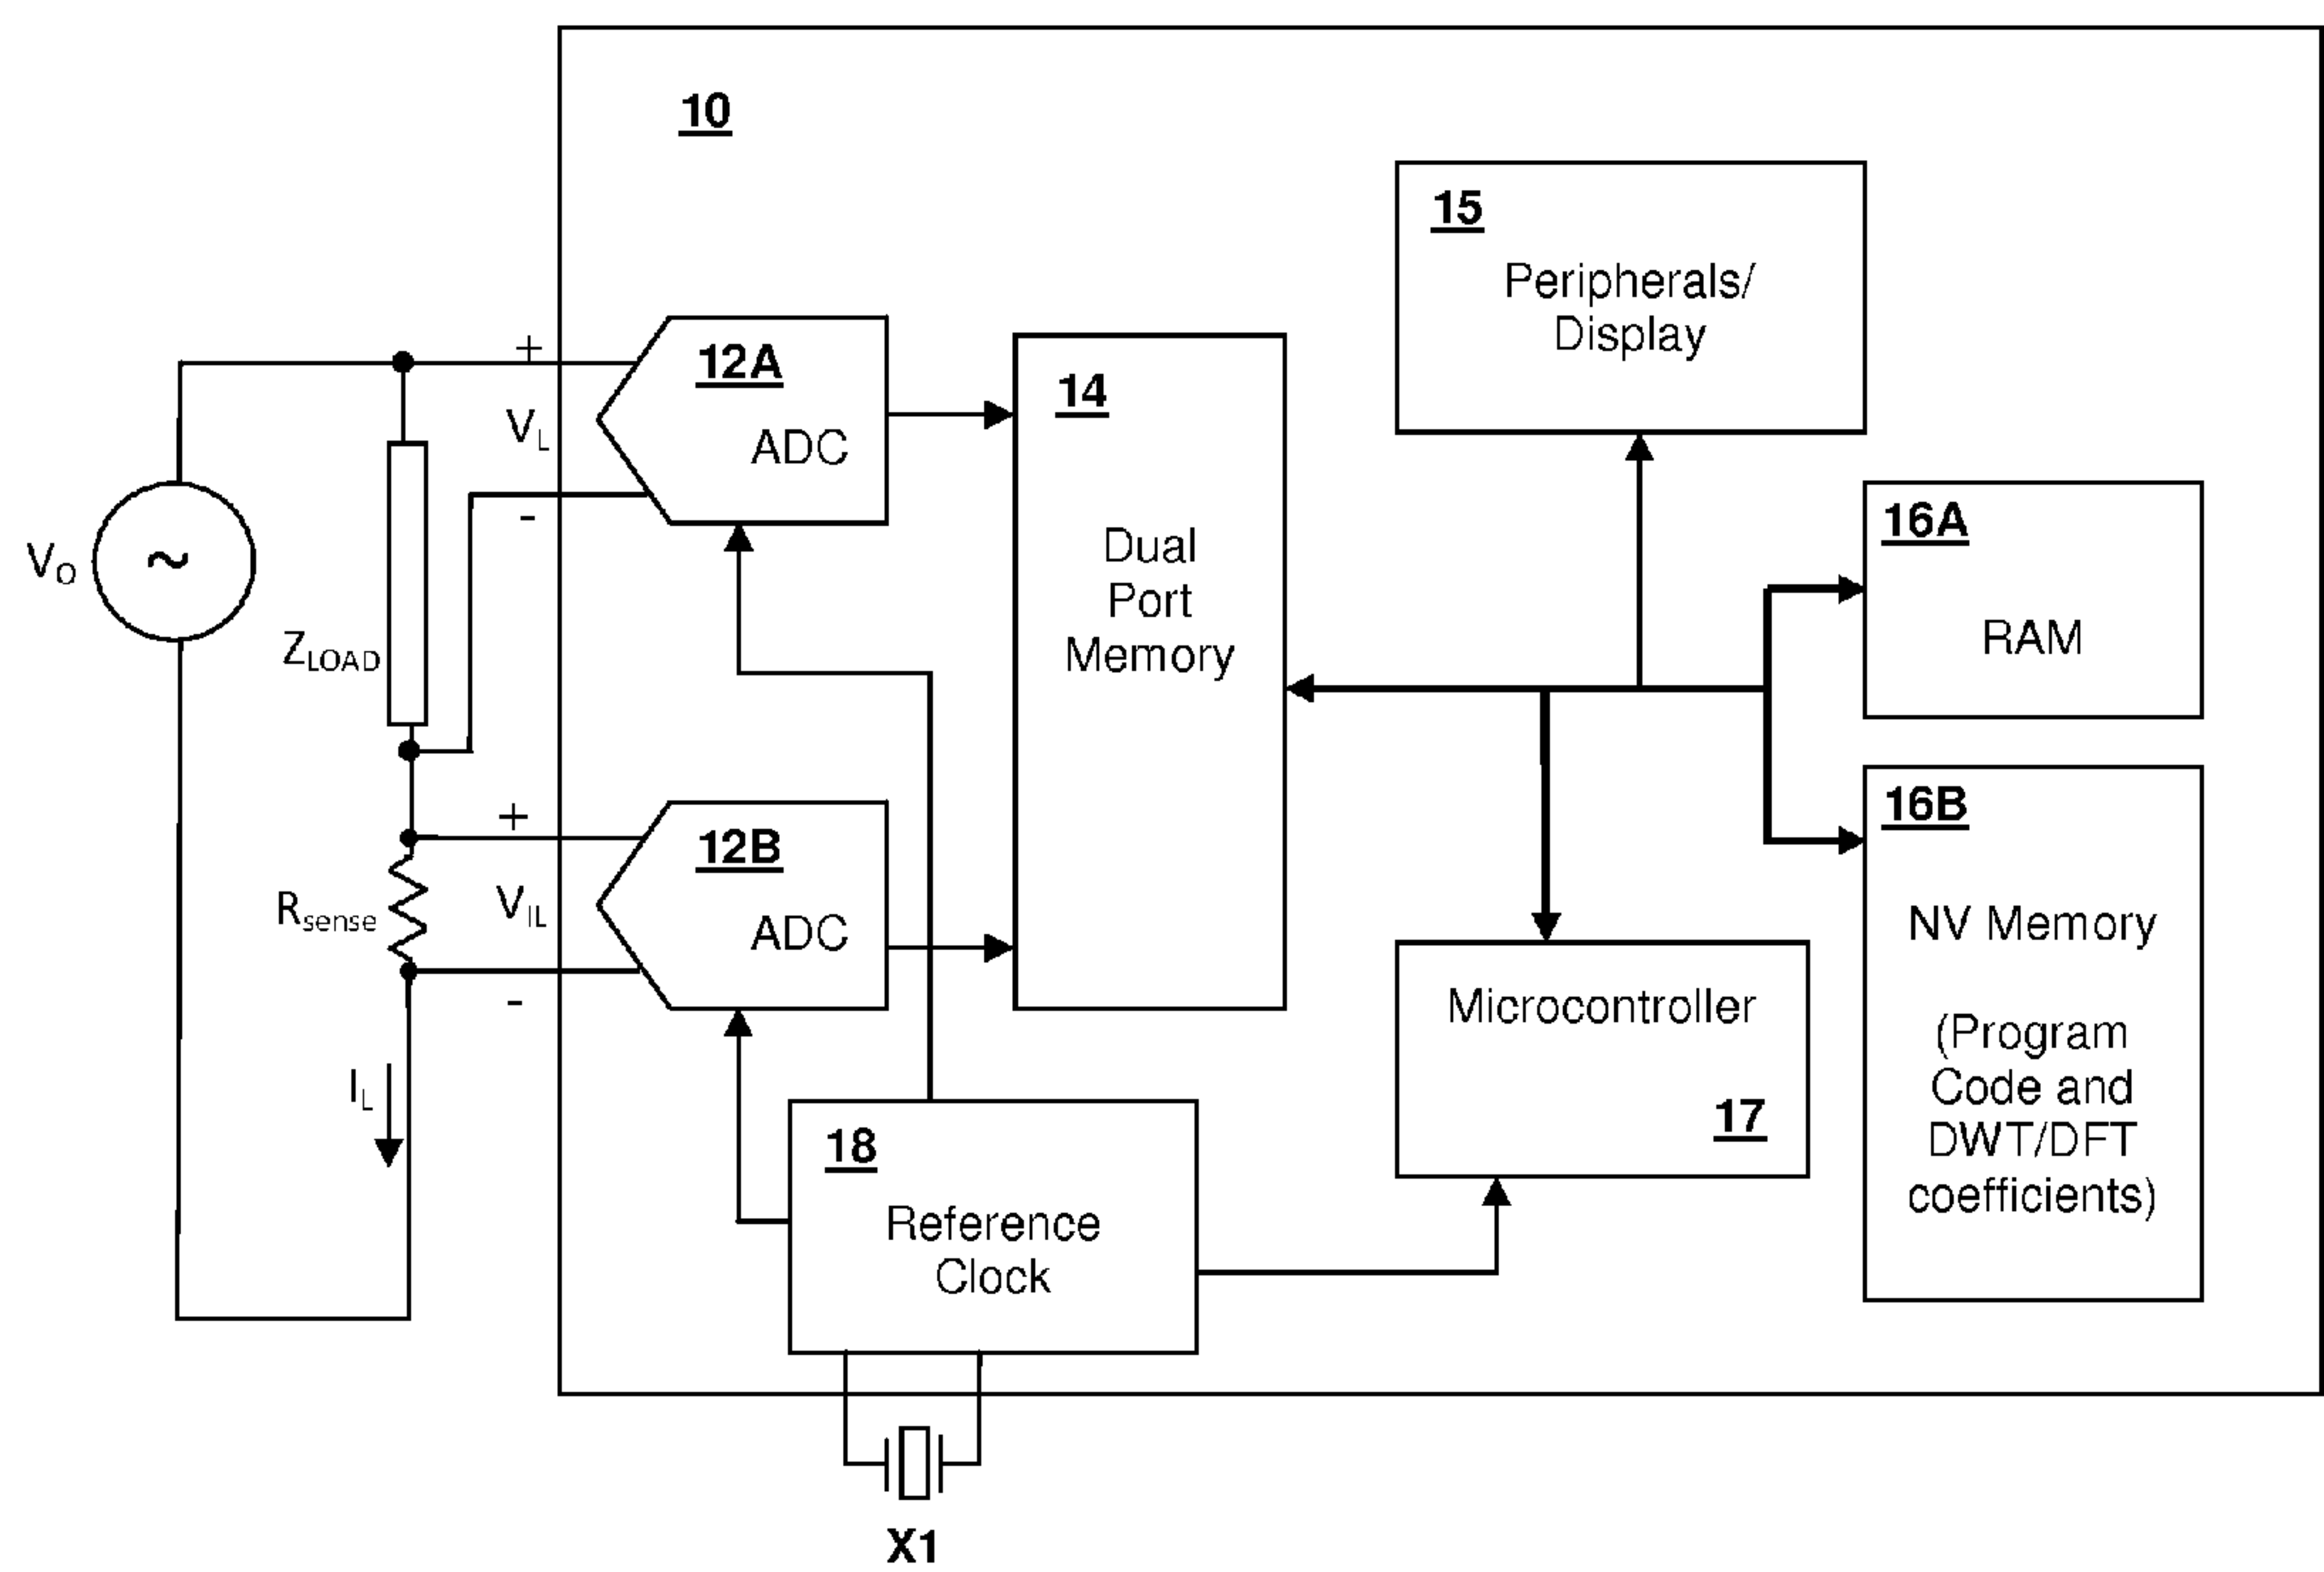 10
15
Peripherals/
Display
+
12A
ADC
V_L
-
14
Dual
Port
Memory
16A
RAM
V_O
~
Z_LOAD
+
12B
ADC
V_IL
R_sense
-
16B
NV Memory
(Program
Code and
DWT/DFT
coefficients)
Microcontroller
17
I_L
18
Reference
Clock
X1